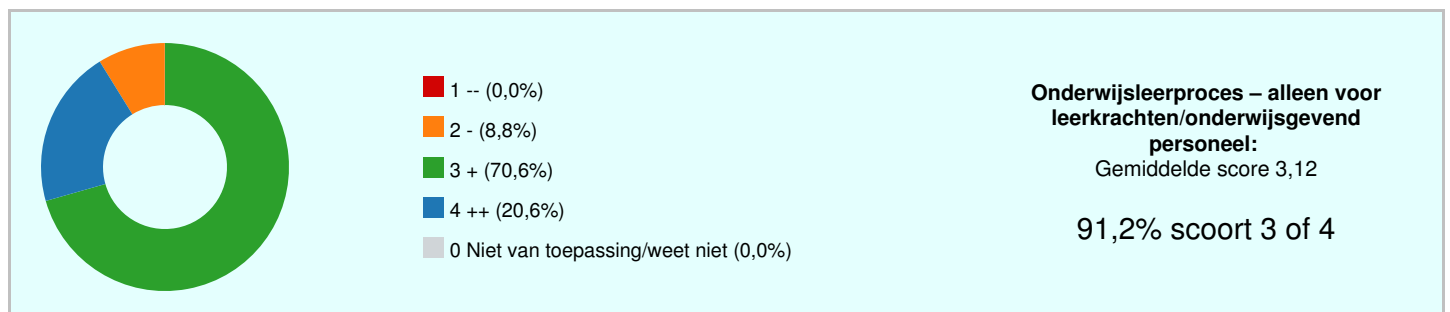 1 -- (0,0%)
2 - (8,8%)
3 + (70,6%)
4 ++ (20,6%)
0 Niet van toepassing/weet niet (0,0%)
Onderwijsleerproces – alleen voor
leerkrachten/onderwijsgevend
personeel:
Gemiddelde score 3,12
91,2% scoort 3 of 4